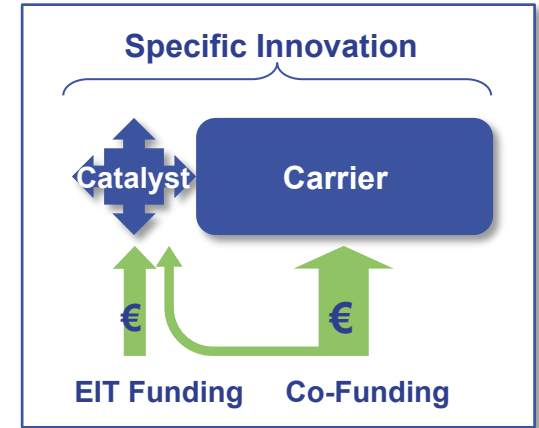 Specific Innovation
Catalyst
Carrier
€
€
EIT Funding
Co-Funding